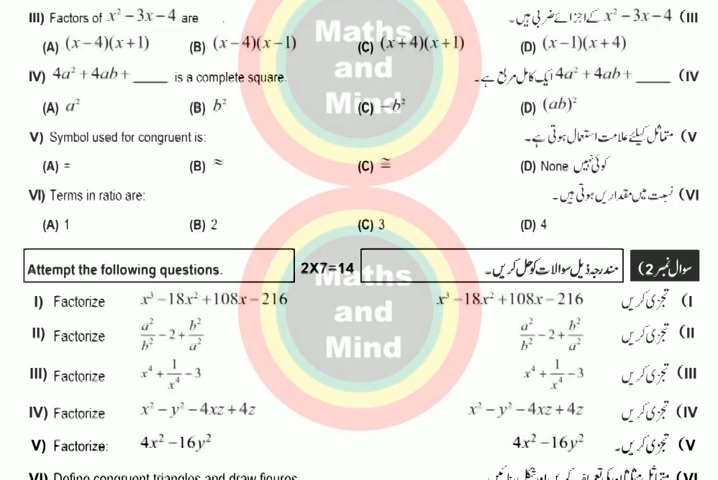 III) Factors of x² − 3x − 4 are . x² − 3x − 4 کے اجزائے ضربی ہیں۔ (III
(A) (x−4)(x+1) (B) (x−4)(x−1) (C) (x+4)(x+1) (D) (x−1)(x+4)
IV) 4a² + 4ab + _____ is a complete square. 4a² + 4ab + _____ ایک کامل مربع ہے۔ (IV
(A) a² (B) b² (C) −b² (D) (ab)²
V) Symbol used for congruent is: متماثل کیلئے علامت استعمال ہوتی ہے۔ (V
(A) = (B) ≈ (C) ≅ (D) None کوئی نہیں
VI) Terms in ratio are: نسبت میں مقداریں ہوتی ہیں۔ (VI
(A) 1 (B) 2 (C) 3 (D) 4
Attempt the following questions. 2X7=14 مندرجہ ذیل سوالات کو حل کریں۔ سوال نمبر 2)
I) Factorize x³ − 18x² + 108x − 216 x³ − 18x² + 108x − 216 تجزی کریں (I
II) Factorize a²/b² − 2 + b²/a² a²/b² − 2 + b²/a² تجزی کریں (II
III) Factorize x⁴ + 1/x⁴ − 3 x⁴ + 1/x⁴ − 3 تجزی کریں (III
IV) Factorize x² − y² − 4xz + 4z x² − y² − 4xz + 4z تجزی کریں (IV
V) Factorize: 4x² − 16y² 4x² − 16y² تجزی کریں۔ (V
VI) Define congruent triangles and draw figures (VI
Maths
and
Mind
Maths
and
Mind